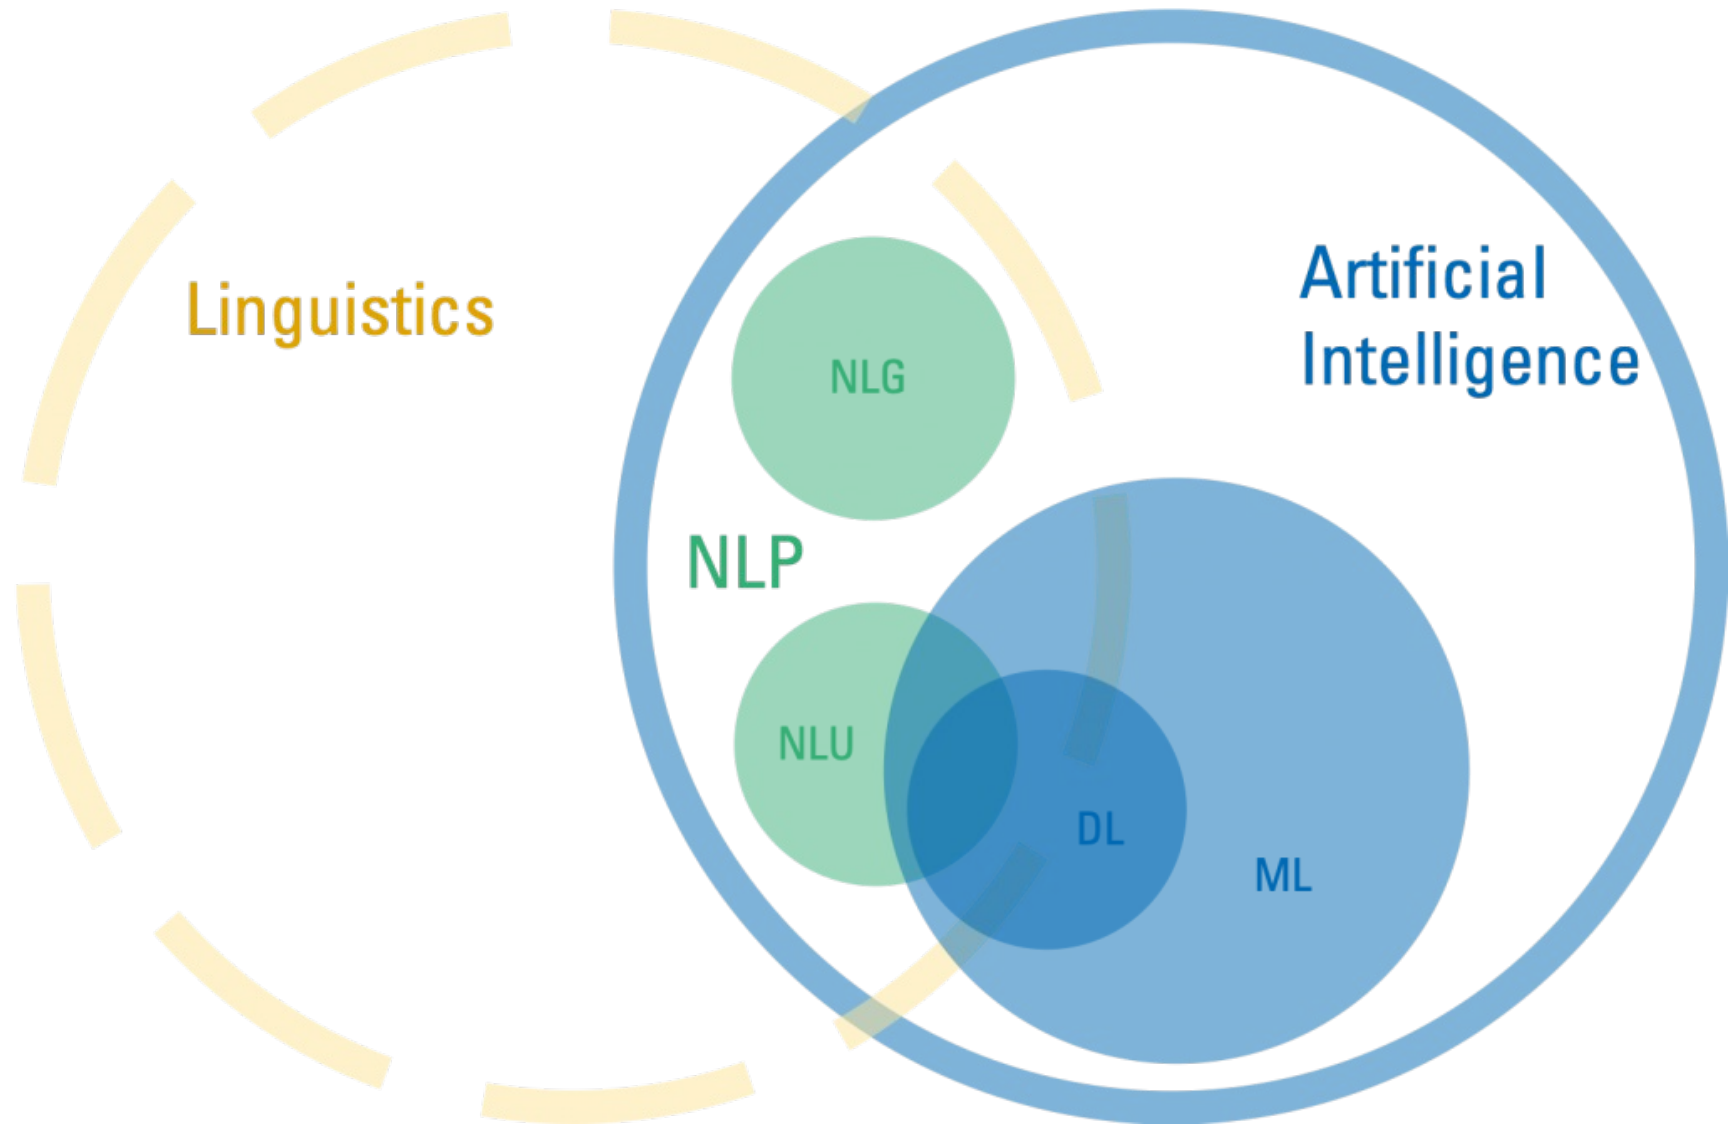 Linguistics
Artificial
Intelligence
NLG
NLP
NLU
DL
ML